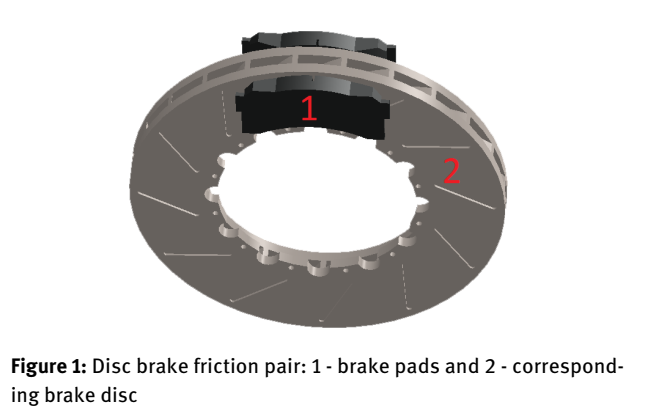 1
2
Figure 1: Disc brake friction pair: 1 - brake pads and 2 - correspond-
ing brake disc